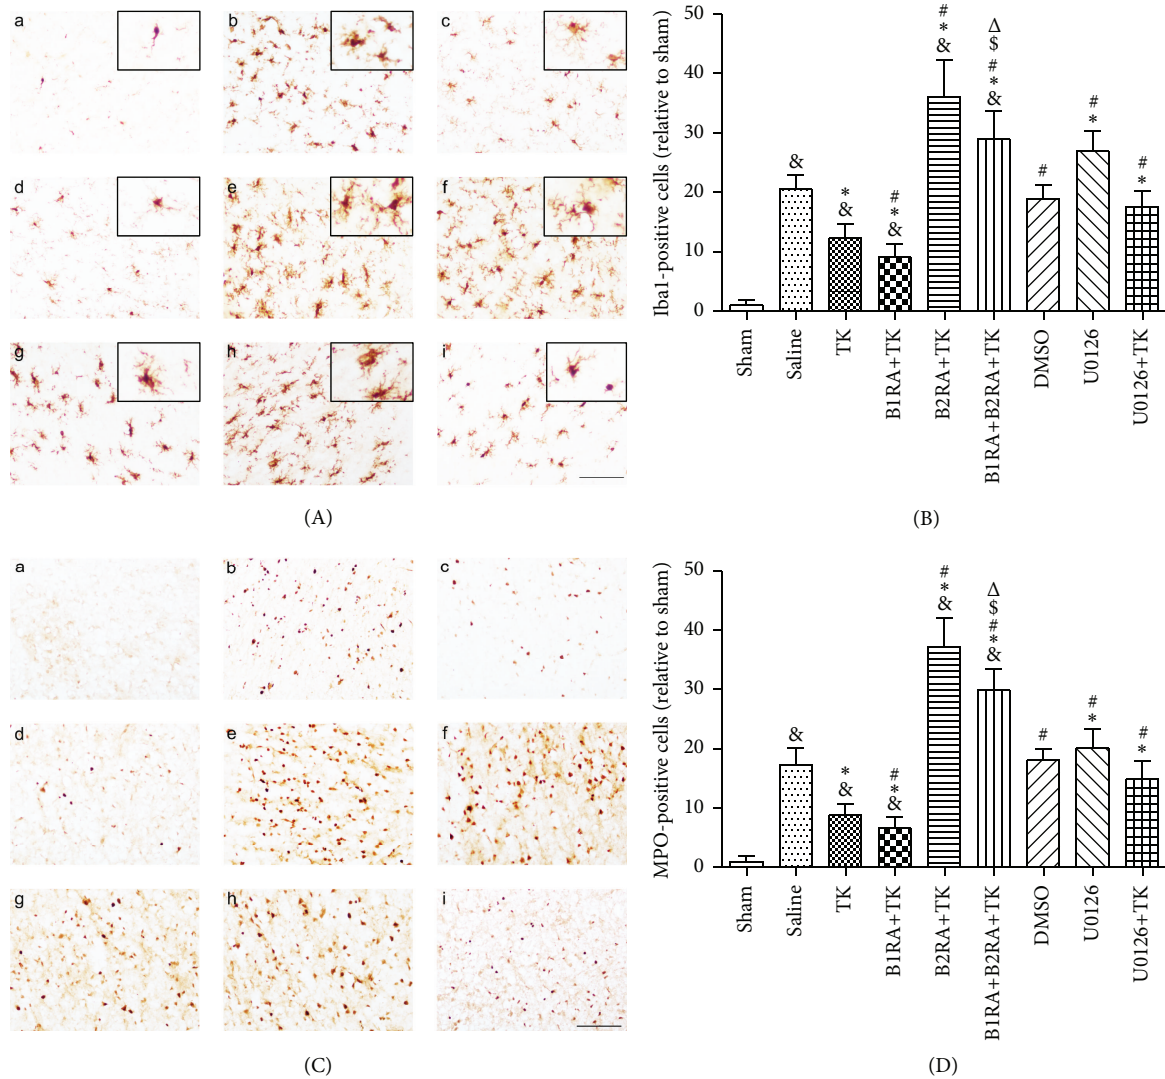 a
b
c
d
e
f
g
h
i
(A)
Iba1-positive cells (relative to sham)
50
40
30
20
10
0
&
*
&
#
*
&
#
*
&
Δ
$
#
*
&
#
#
*
#
*
Sham
Saline
TK
B1RA+TK
B2RA+TK
B1RA+B2RA+TK
DMSO
U0126
U0126+TK
(B)
a
b
c
d
e
f
g
h
i
(C)
MPO-positive cells (relative to sham)
50
40
30
20
10
0
&
*
&
#
*
&
#
*
&
Δ
$
#
*
&
#
#
*
#
*
Sham
Saline
TK
B1RA+TK
B2RA+TK
B1RA+B2RA+TK
DMSO
U0126
U0126+TK
(D)